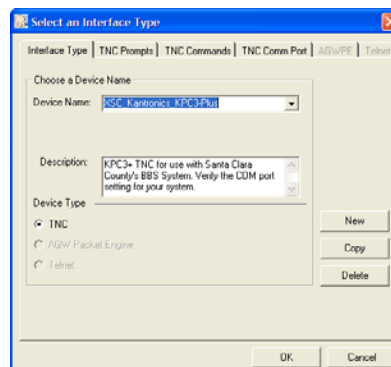 Select an Interface Type
Interface Type TNC Prompts TNC Commands TNC Comm Port AGWPE Telnet
Choose a Device Name
Device Name: XSC_Kantronics_KPC3-Plus
Description: KPC3+ TNC for use with Santa Clara
County's BBS System. Verify the COM port
setting for your system.
Device Type
TNC
AGW Packet Engine
Telnet
New
Copy
Delete
OK Cancel